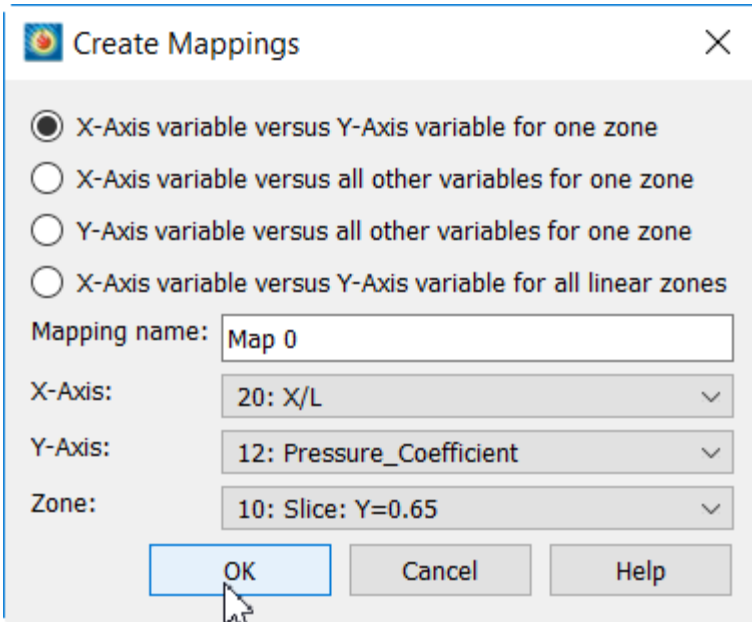 Create Mappings
X-Axis variable versus Y-Axis variable for one zone
X-Axis variable versus all other variables for one zone
Y-Axis variable versus all other variables for one zone
X-Axis variable versus Y-Axis variable for all linear zones
Mapping name: Map 0
X-Axis: 20: X/L
Y-Axis: 12: Pressure_Coefficient
Zone: 10: Slice: Y=0.65
OK Cancel Help